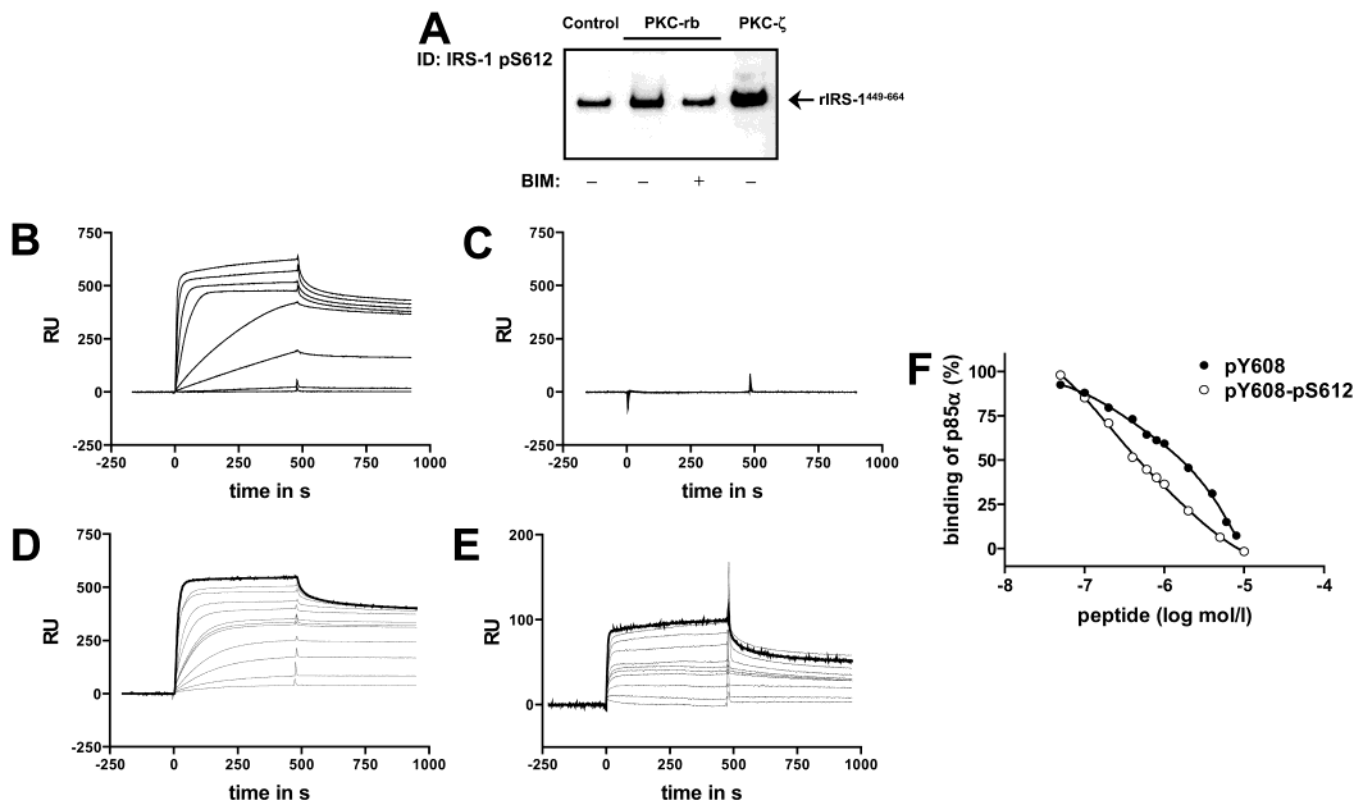 A
Control PKC-rb PKC-ζ
ID: IRS-1 pS612
rIRS-1449-664
BIM: – – + –
B
750
500
250
0
-250
RU
-250 0 250 500 750 1000
time in s
C
750
500
250
0
-250
RU
-250 0 250 500 750 1000
time in s
D
750
500
250
0
-250
RU
-250 0 250 500 750 1000
time in s
E
200
100
0
RU
-250 0 250 500 750 1000
time in s
F
pY608
pY608-pS612
100
75
50
25
0
binding of p85α (%)
-8 -7 -6 -5 -4
peptide (log mol/l)